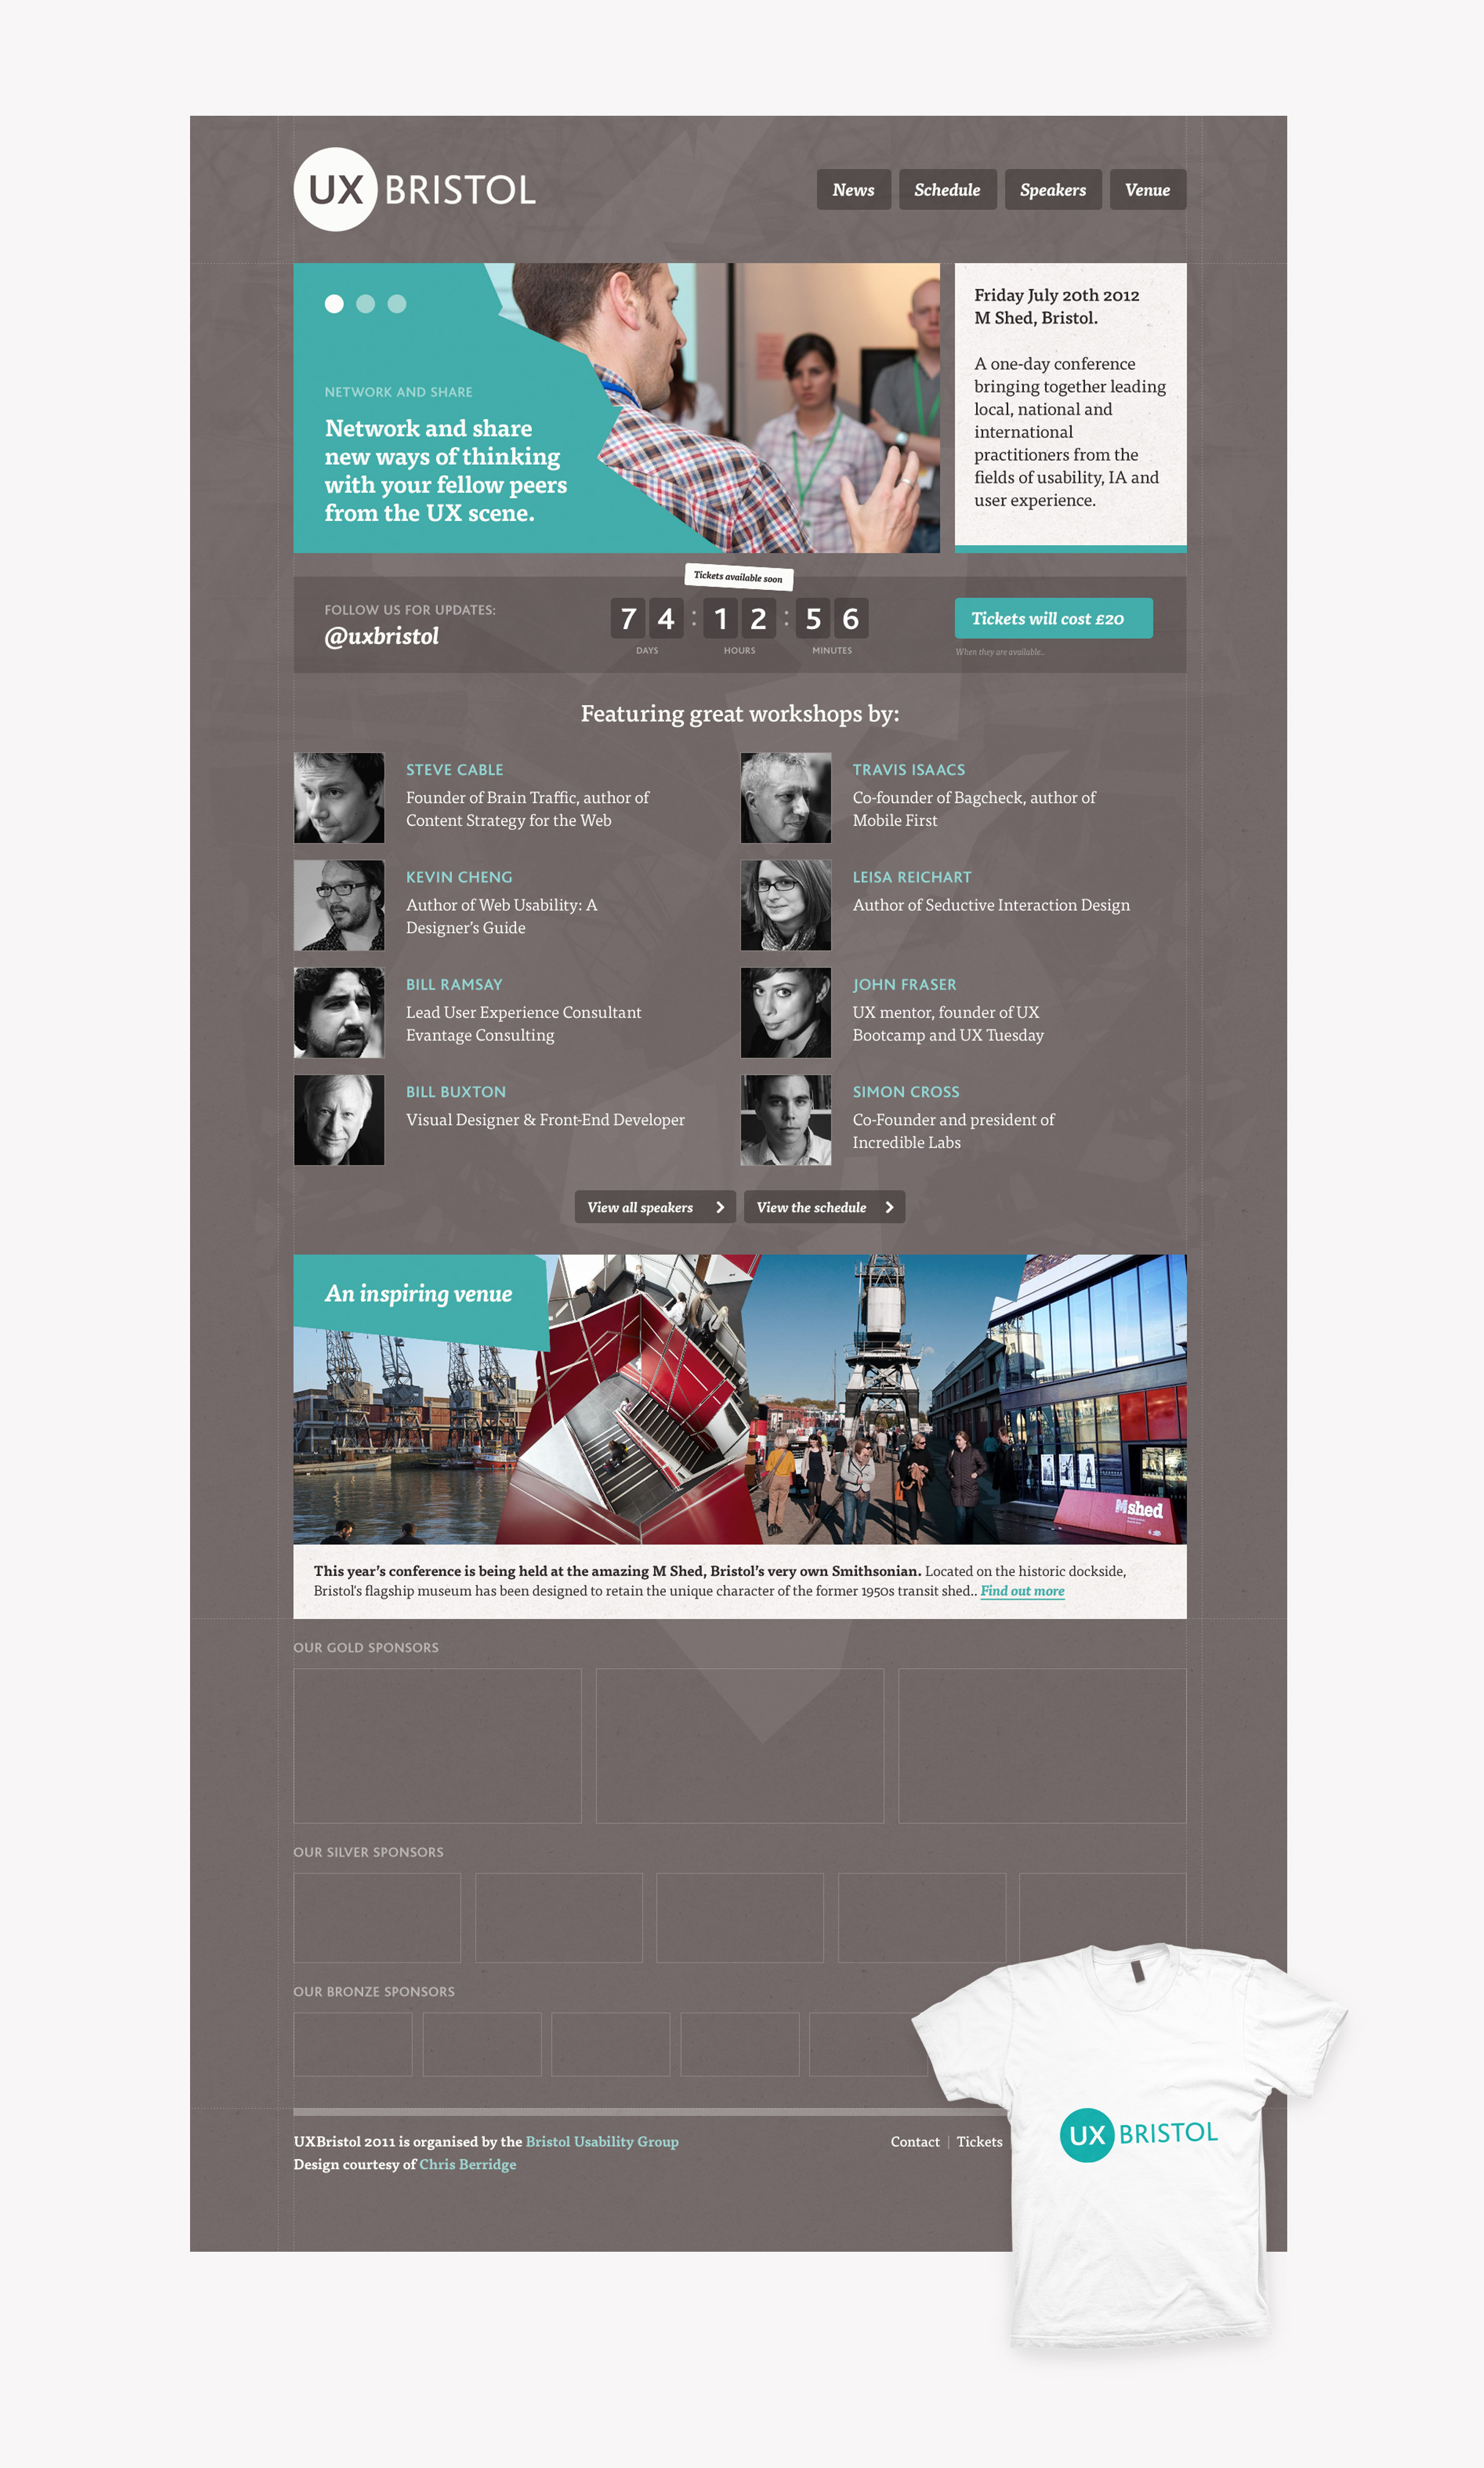 UX BRISTOL
News
Schedule
Speakers
Venue
NETWORK AND SHARE
Network and share
new ways of thinking
with your fellow peers
from the UX scene.
Friday July 20th 2012
M Shed, Bristol.
A one-day conference
bringing together leading
local, national and
international
practitioners from the
fields of usability, IA and
user experience.
FOLLOW US FOR UPDATES:
@uxbristol
Tickets available soon
74:12:56
DAYS
HOURS
MINUTES
Tickets will cost £20
When they are available..
Featuring great workshops by:
STEVE CABLE
Founder of Brain Traffic, author of
Content Strategy for the Web
TRAVIS ISAACS
Co-founder of Bagcheck, author of
Mobile First
KEVIN CHENG
Author of Web Usability: A
Designer's Guide
LEISA REICHART
Author of Seductive Interaction Design
BILL RAMSAY
Lead User Experience Consultant
Evantage Consulting
JOHN FRASER
UX mentor, founder of UX
Bootcamp and UX Tuesday
BILL BUXTON
Visual Designer & Front-End Developer
SIMON CROSS
Co-Founder and president of
Incredible Labs
View all speakers
View the schedule
An inspiring venue
Mshed
This year's conference is being held at the amazing M Shed, Bristol's very own Smithsonian. Located on the historic dockside,
Bristol's flagship museum has been designed to retain the unique character of the former 1950s transit shed.. Find out more
OUR GOLD SPONSORS
OUR SILVER SPONSORS
OUR BRONZE SPONSORS
UXBristol 2011 is organised by the Bristol Usability Group
Design courtesy of Chris Berridge
Contact | Tickets
UX BRISTOL